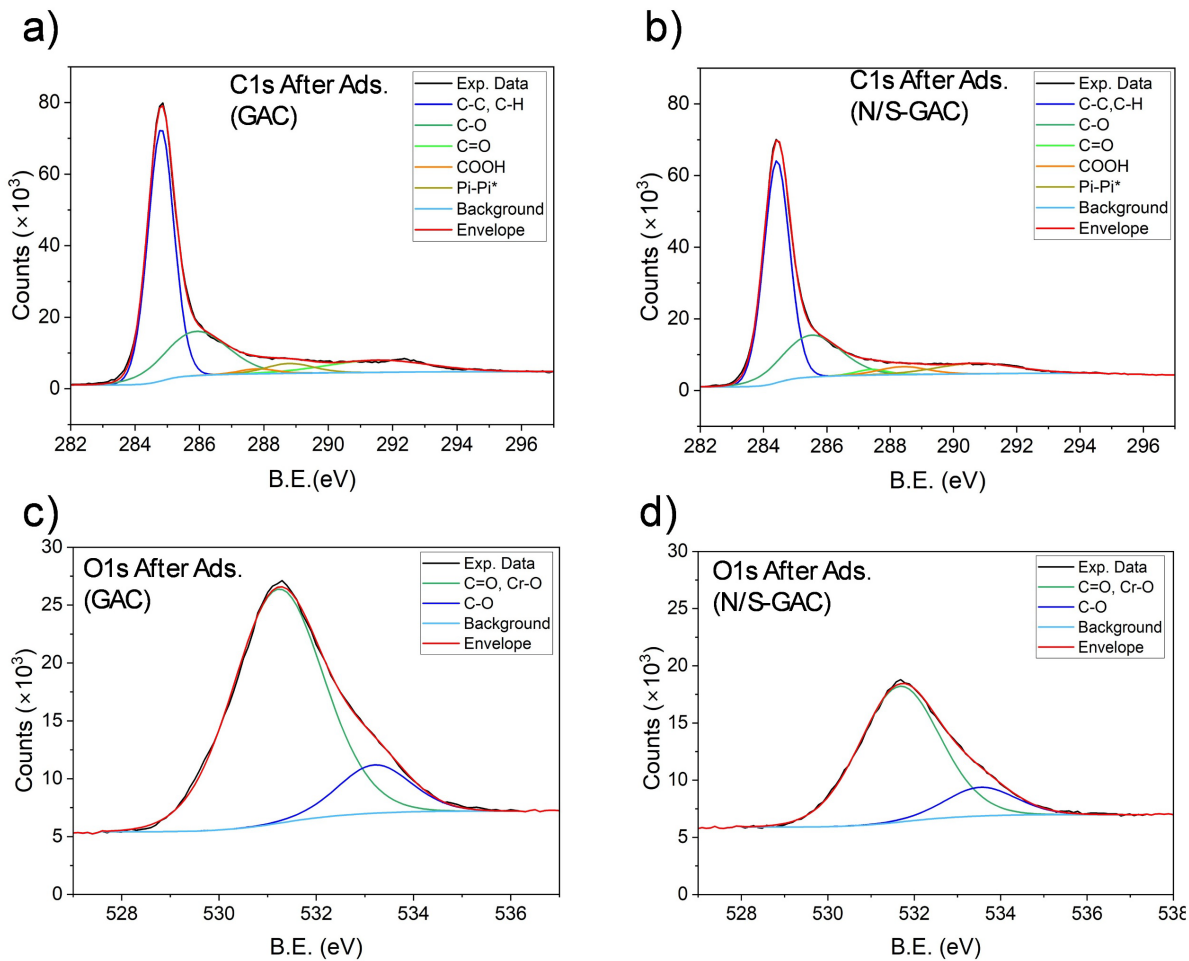 a)
C1s After Ads.
(GAC)
Exp. Data
C-C, C-H
C-O
C=O
COOH
Pi-Pi*
Background
Envelope
Counts (×10³)
80
60
40
20
0
282 284 286 288 290 292 294 296
B.E.(eV)
b)
C1s After Ads.
(N/S-GAC)
Exp. Data
C-C,C-H
C-O
C=O
COOH
Pi-Pi*
Background
Envelope
Counts (×10³)
80
60
40
20
0
282 284 286 288 290 292 294 296
B.E. (eV)
c)
O1s After Ads.
(GAC)
Exp. Data
C=O, Cr-O
C-O
Background
Envelope
Counts (×10³)
30
25
20
15
10
5
0
528 530 532 534 536
B.E. (eV)
d)
O1s After Ads.
(N/S-GAC)
Exp. Data
C=O, Cr-O
C-O
Background
Envelope
Counts (×10³)
30
25
20
15
10
5
0
528 530 532 534 536 538
B.E. (eV)